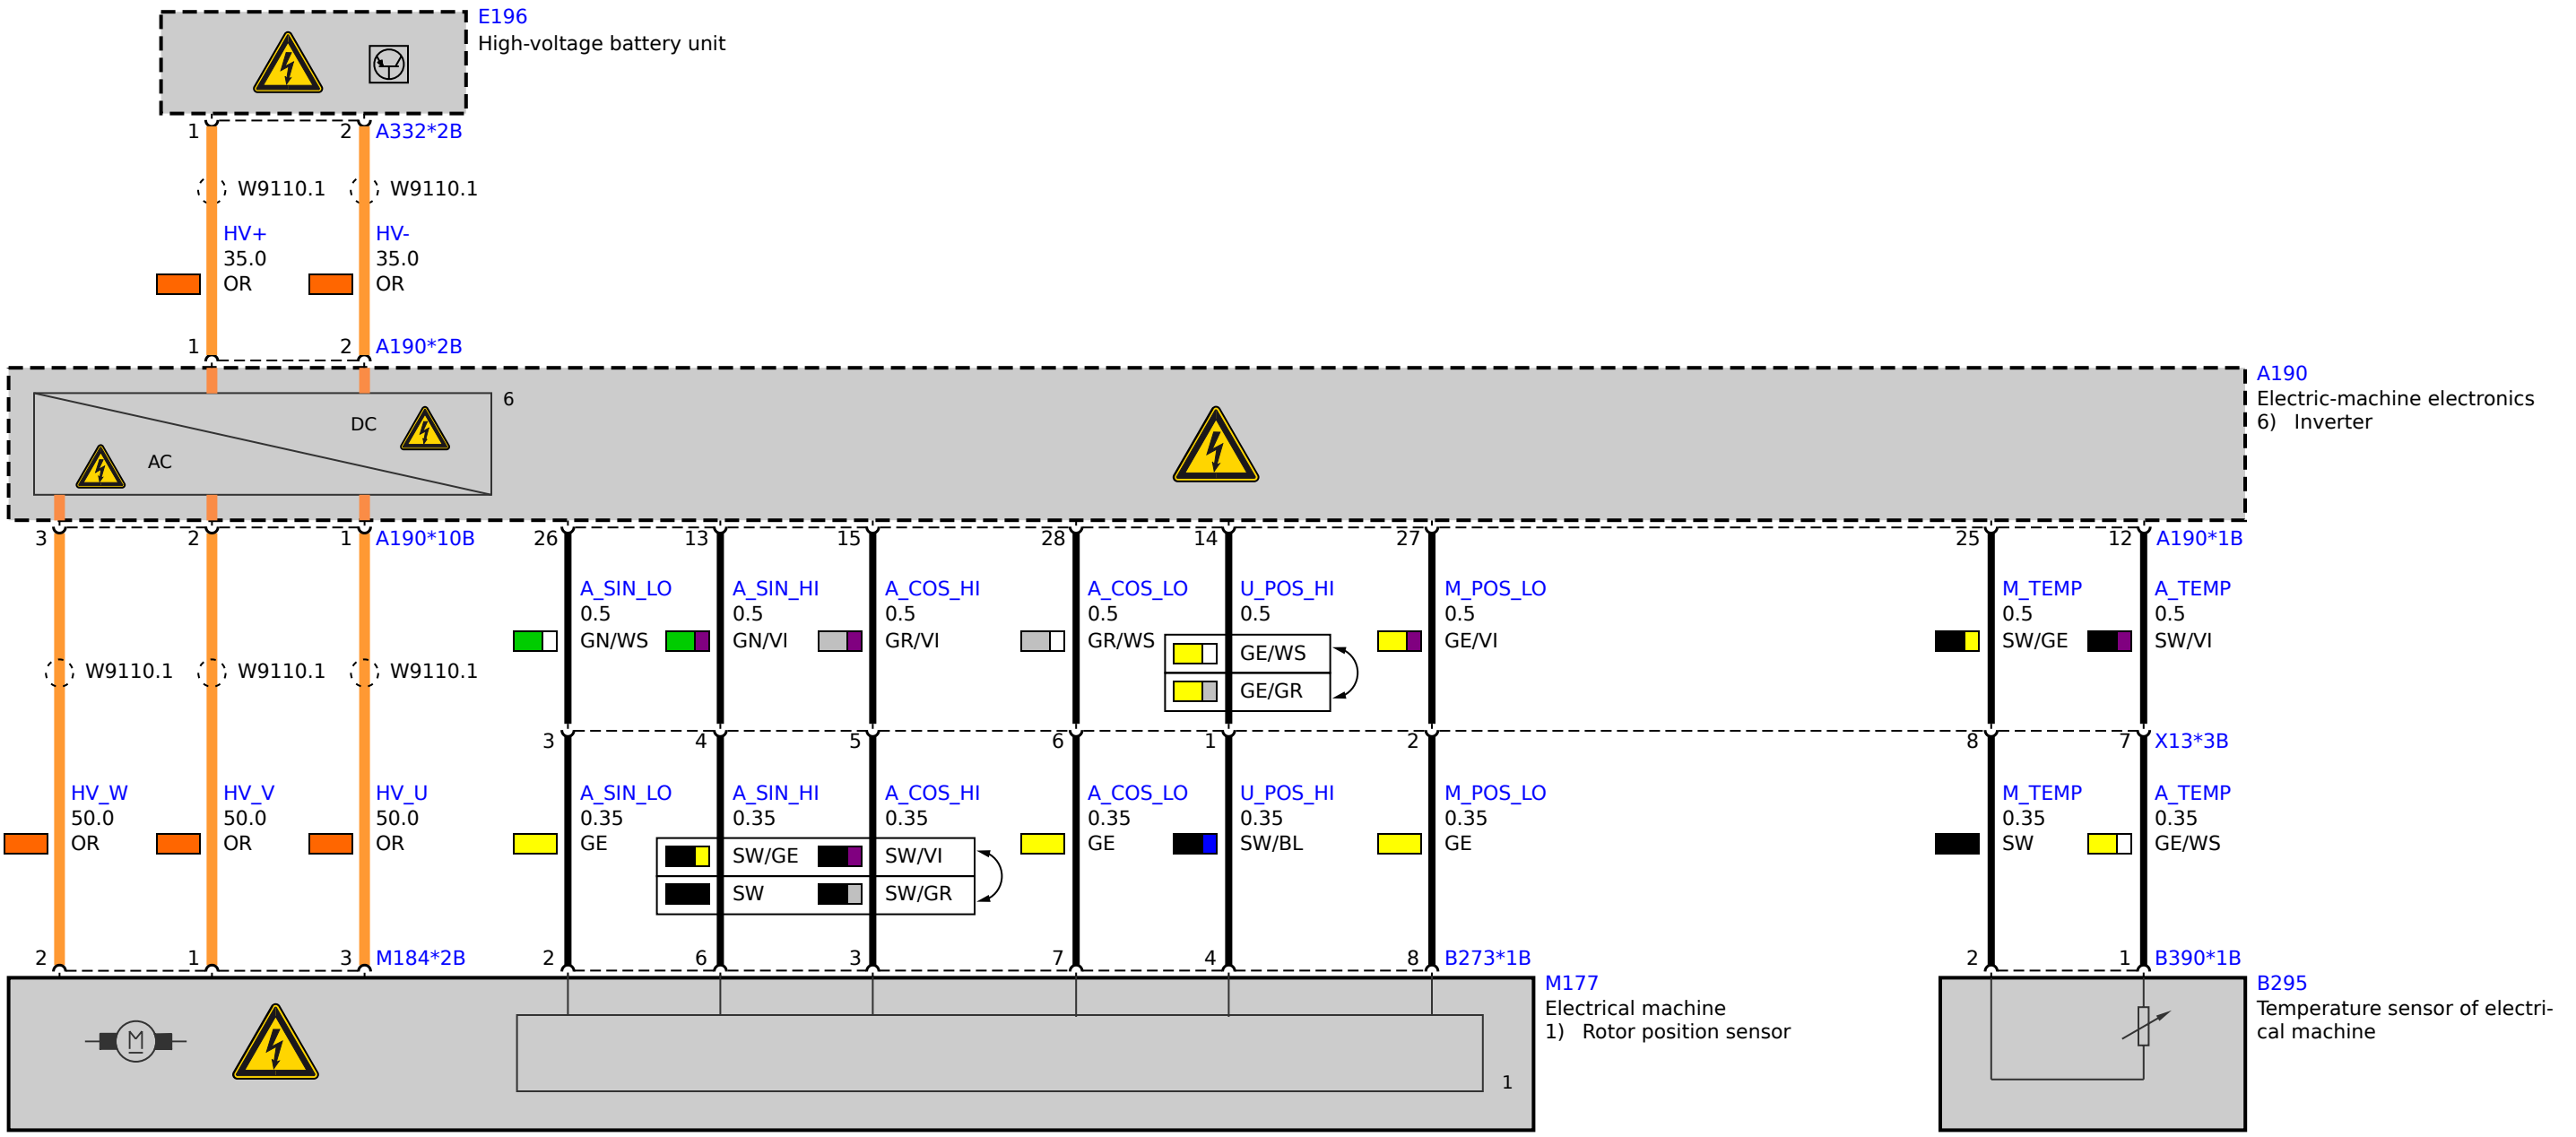 E196
High-voltage battery unit
1
2
A332*2B
W9110.1
W9110.1
HV+
35.0
OR
HV-
35.0
OR
1
2
A190*2B
A190
Electric-machine electronics
6) Inverter
6
DC
AC
3
2
1
A190*10B
26
13
15
28
14
27
25
12
A190*1B
A_SIN_LO
0.5
GN/WS
A_SIN_HI
0.5
GN/VI
A_COS_HI
0.5
GR/VI
A_COS_LO
0.5
GR/WS
U_POS_HI
0.5
GE/WS
GE/GR
M_POS_LO
0.5
GE/VI
M_TEMP
0.5
SW/GE
A_TEMP
0.5
SW/VI
W9110.1
W9110.1
W9110.1
3
4
5
6
1
2
8
7
X13*3B
HV_W
50.0
OR
HV_V
50.0
OR
HV_U
50.0
OR
A_SIN_LO
0.35
GE
A_SIN_HI
0.35
SW/GE
SW
A_COS_HI
0.35
SW/VI
SW/GR
A_COS_LO
0.35
GE
U_POS_HI
0.35
SW/BL
M_POS_LO
0.35
GE
M_TEMP
0.35
SW
A_TEMP
0.35
GE/WS
2
1
3
M184*2B
2
6
3
7
4
8
B273*1B
2
1
B390*1B
M177
Electrical machine
1) Rotor position sensor
M
1
B295
Temperature sensor of electri-
cal machine